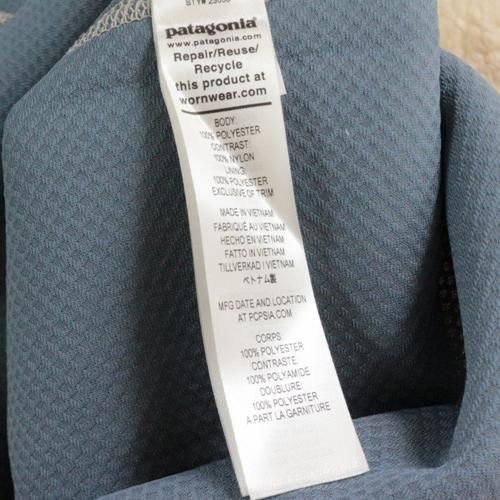 patagonia
www.patagonia.com
Repair/Reuse/
Recycle
this product at
wornwear.com
BODY:
100% POLYESTER
CONTRAST:
100% NYLON
LINING:
100% POLYESTER
EXCLUSIVE OF TRIM
MADE IN VIETNAM
FABRIQUÉ AU VIETNAM
HECHO EN VIETNAM
FATTO IN VIETNAM
TILLVERKAD I VIETNAM
ベトナム製
MFG DATE AND LOCATION
AT PCPSIA.COM
CORPS:
100% POLYESTER
CONTRASTE:
100% POLYAMIDE
DOUBLURE:
100% POLYESTER
A PART LA GARNITURE